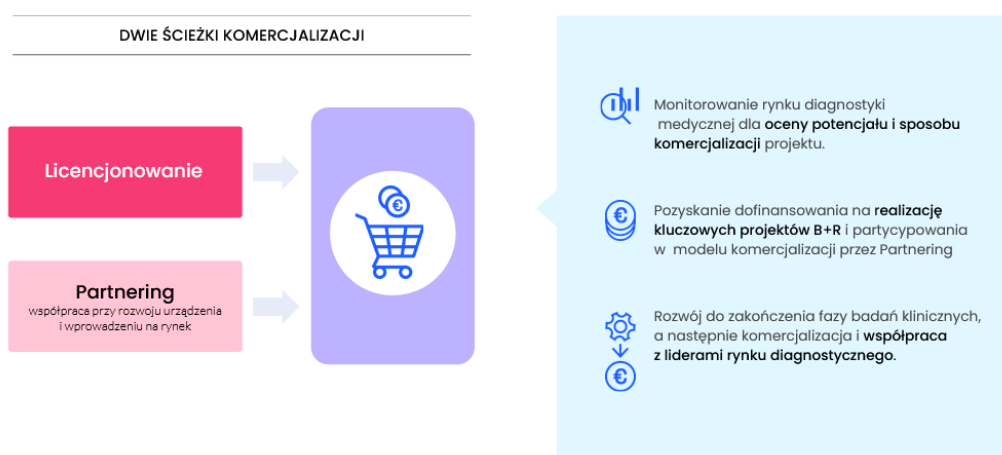 DWIE ŚCIEŻKI KOMERCJALIZACJI
Licencjonowanie
Partnering
współpraca przy rozwoju urządzenia
i wprowadzeniu na rynek
€
Monitorowanie rynku diagnostyki
medycznej dla oceny potencjału i sposobu
komercjalizacji projektu.
€
Pozyskanie dofinansowania na realizację
kluczowych projektów B+R i partycypowania
w modelu komercjalizacji przez Partnering
Rozwój do zakończenia fazy badań klinicznych,
a następnie komercjalizacja i współpraca
z liderami rynku diagnostycznego.
€